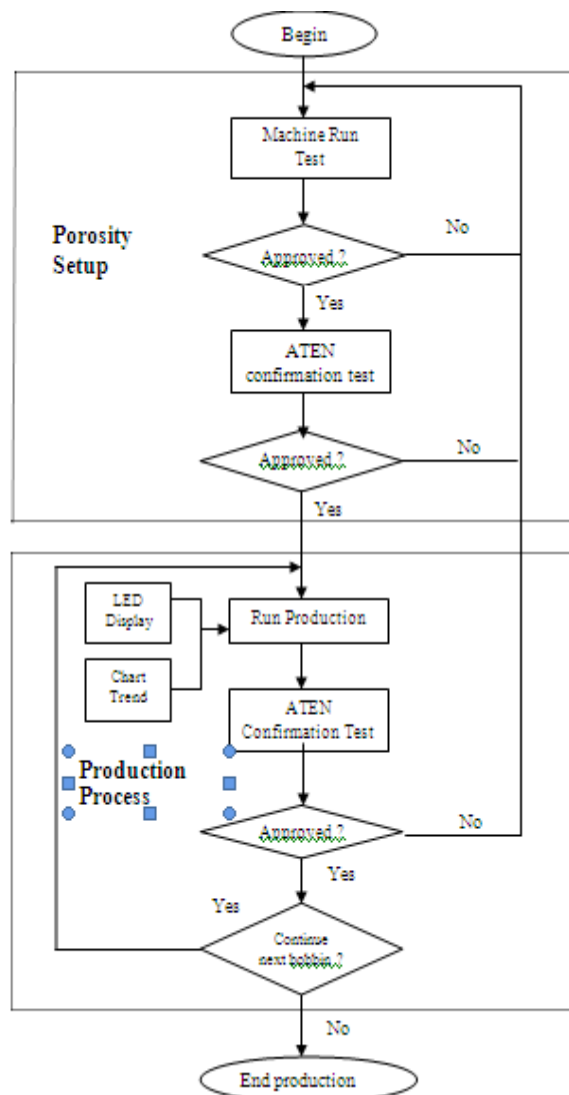 Begin
Machine Run
Test
No
Porosity
Setup
Approved ?
Yes
ATEN
confirmation test
No
Approved ?
Yes
LED
Display
Run Production
Chart
Trend
ATEN
Confirmation Test
Production
Process
No
Approved ?
Yes
Yes
Continue
next bobbin ?
No
End production